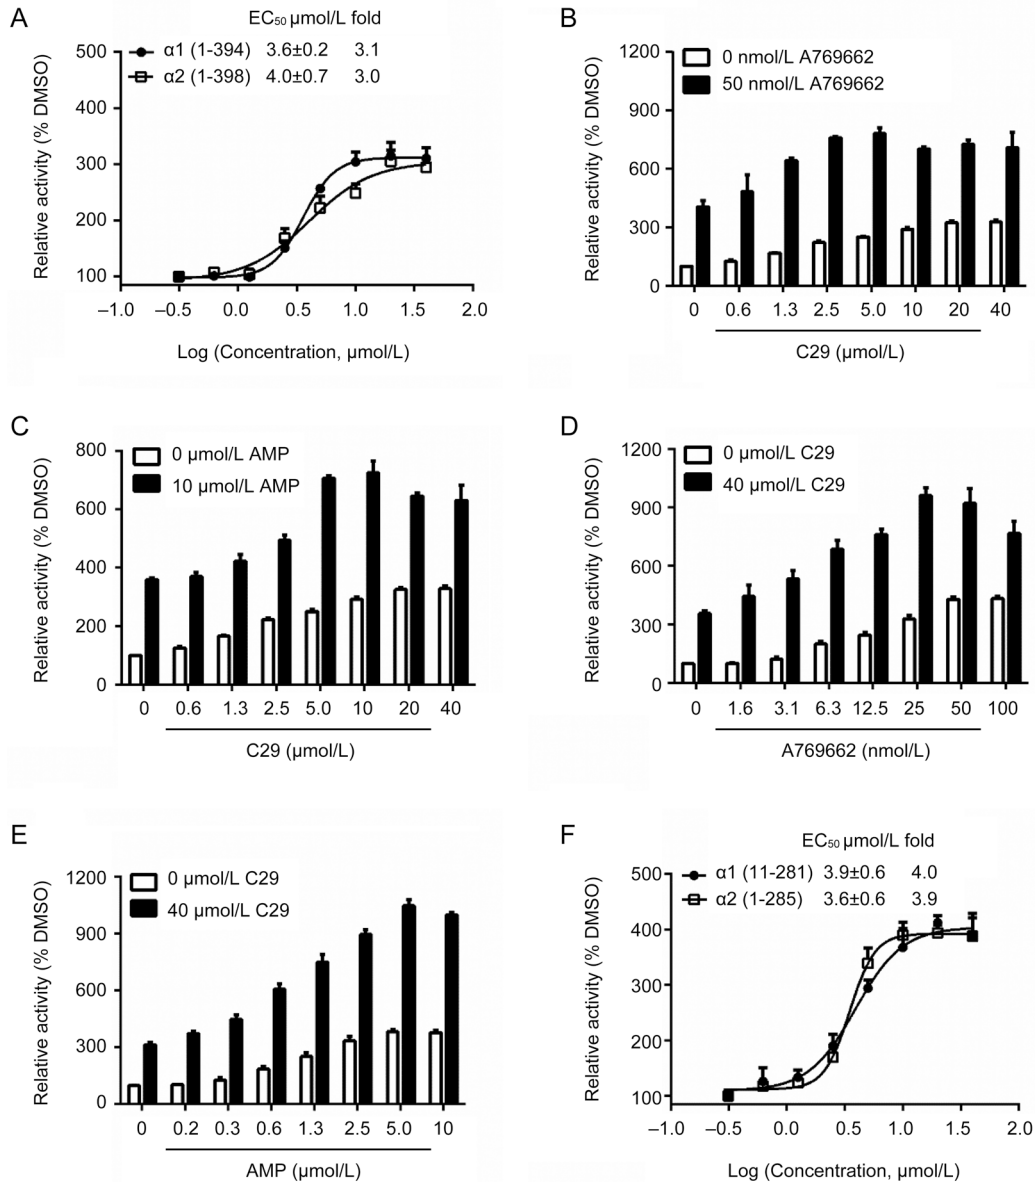 A
EC₅₀ µmol/L fold
α1 (1-394) 3.6±0.2 3.1
α2 (1-398) 4.0±0.7 3.0
Relative activity (% DMSO)
500
400
300
200
100
–1.0 –0.5 0.0 0.5 1.0 1.5 2.0
Log (Concentration, µmol/L)
B
0 nmol/L A769662
50 nmol/L A769662
Relative activity (% DMSO)
1200
900
600
300
0
0 0.6 1.3 2.5 5.0 10 20 40
C29 (µmol/L)
C
0 µmol/L AMP
10 µmol/L AMP
Relative activity (% DMSO)
800
600
400
200
0
0 0.6 1.3 2.5 5.0 10 20 40
C29 (µmol/L)
D
0 µmol/L C29
40 µmol/L C29
Relative activity (% DMSO)
1200
900
600
300
0
0 1.6 3.1 6.3 12.5 25 50 100
A769662 (nmol/L)
E
0 µmol/L C29
40 µmol/L C29
Relative activity (% DMSO)
1200
900
600
300
0
0 0.2 0.3 0.6 1.3 2.5 5.0 10
AMP (µmol/L)
F
EC₅₀ µmol/L fold
α1 (11-281) 3.9±0.6 4.0
α2 (1-285) 3.6±0.6 3.9
Relative activity (% DMSO)
500
400
300
200
100
–1.0 –0.5 0.0 0.5 1.0 1.5 2.0
Log (Concentration, µmol/L)